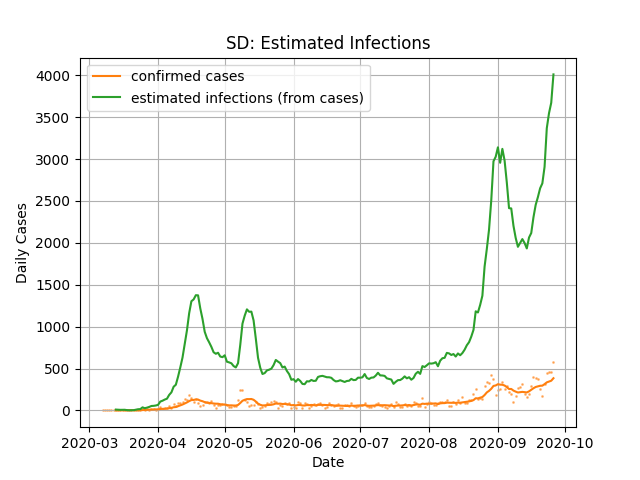 SD: Estimated Infections
confirmed cases
estimated infections (from cases)
Daily Cases
4000
3500
3000
2500
2000
1500
1000
500
0
2020-03 2020-04 2020-05 2020-06 2020-07 2020-08 2020-09 2020-10
Date